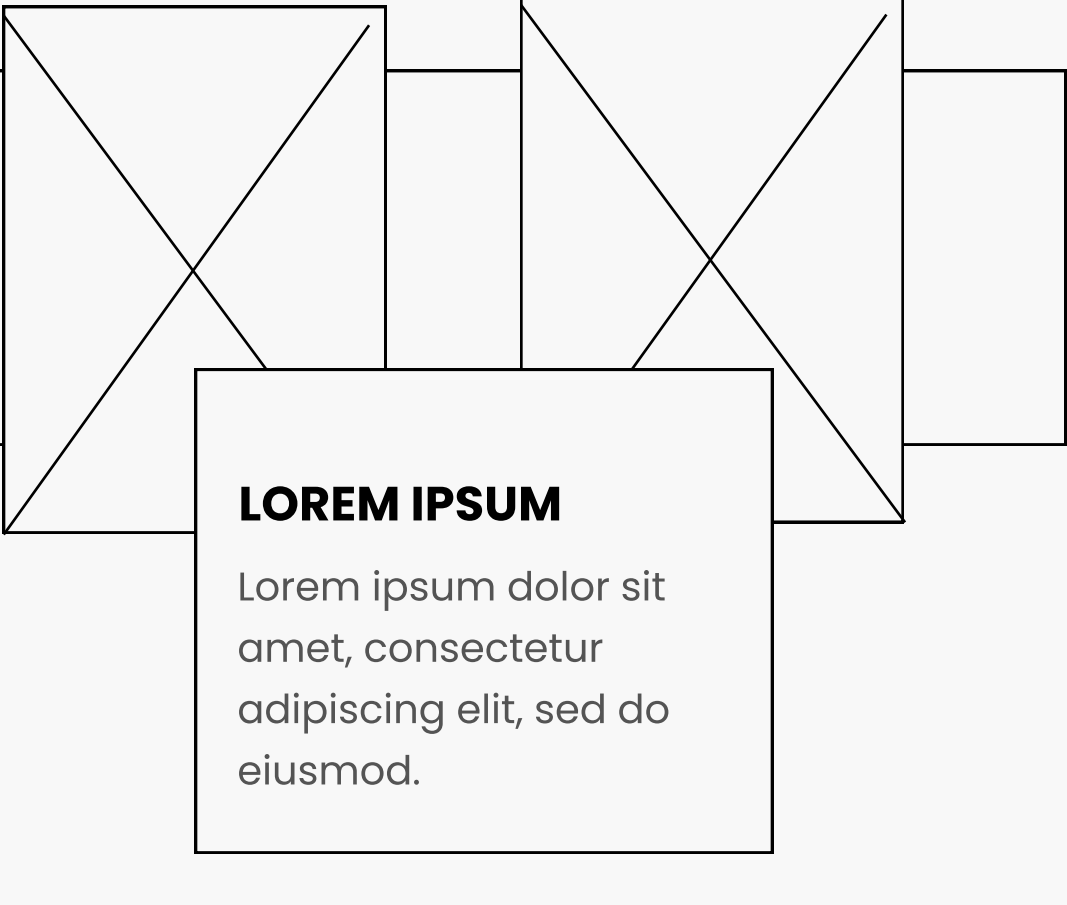 LOREM IPSUM
Lorem ipsum dolor sit
amet, consectetur
adipiscing elit, sed do
eiusmod.